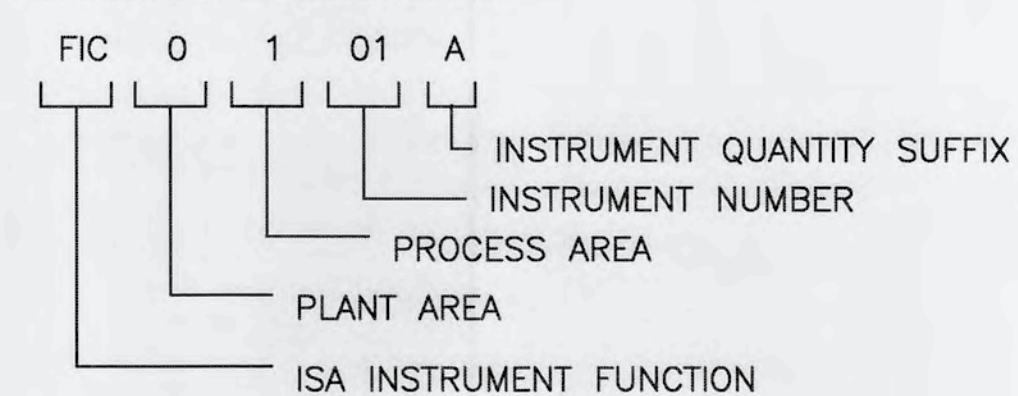 FIC 0 1 01 A
INSTRUMENT QUANTITY SUFFIX
INSTRUMENT NUMBER
PROCESS AREA
PLANT AREA
ISA INSTRUMENT FUNCTION